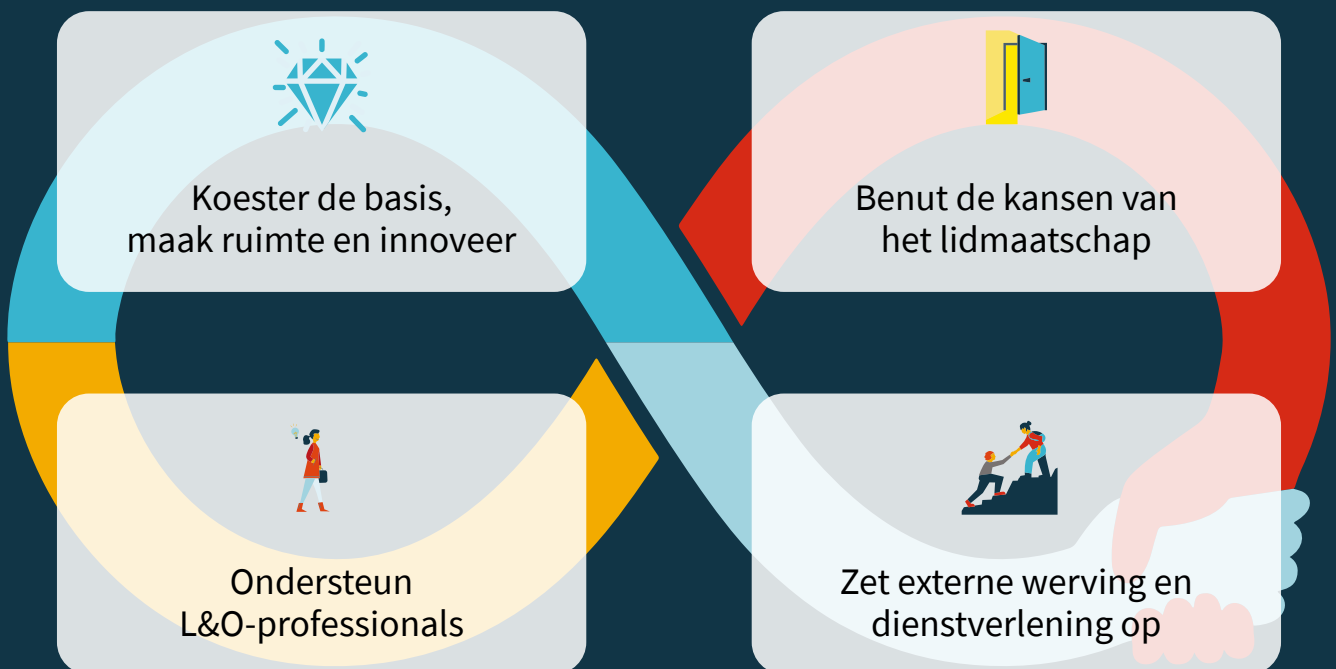 Koester de basis,
maak ruimte en innoveer
Benut de kansen van
het lidmaatschap
Ondersteun
L&O-professionals
Zet externe werving en
dienstverlening op